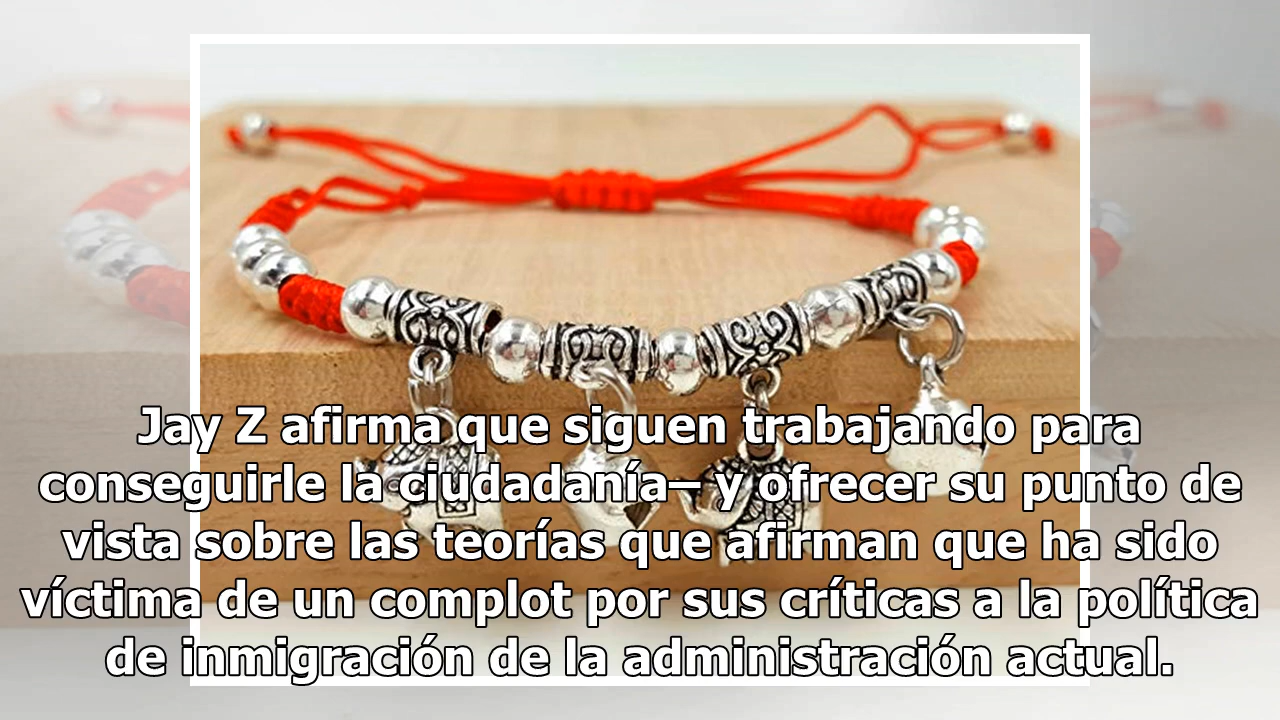 Jay Z afirma que siguen trabajando para
conseguirle la ciudadanía— y ofrecer su punto de
vista sobre las teorías que afirman que ha sido
víctima de un complot por sus críticas a la política
de inmigración de la administración actual.